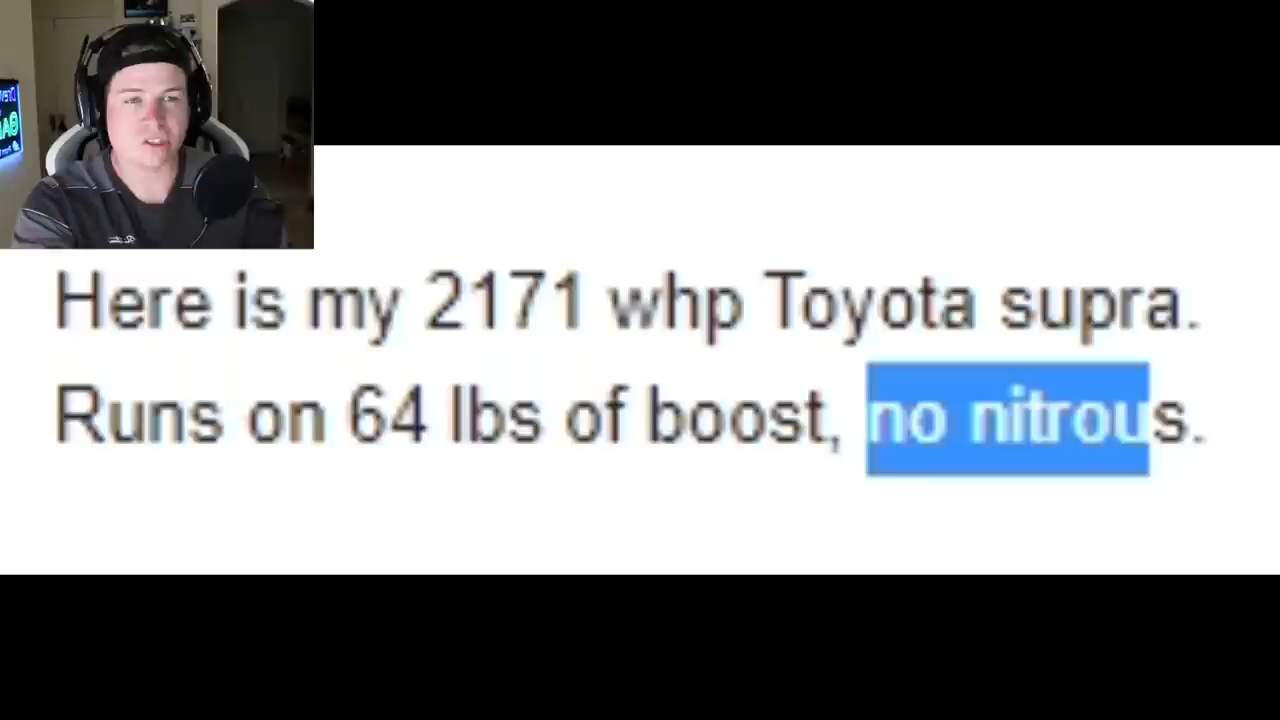 Here is my 2171 whp Toyota supra.
Runs on 64 lbs of boost, no nitrous.